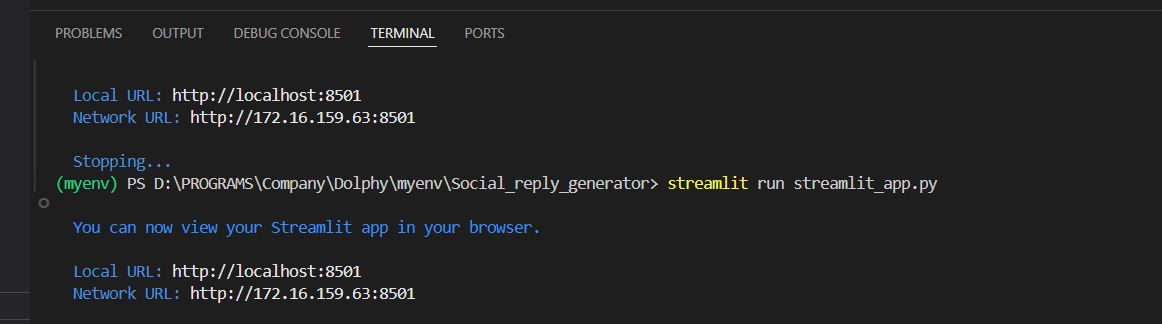 PROBLEMS OUTPUT DEBUG CONSOLE TERMINAL PORTS
Local URL: http://localhost:8501
Network URL: http://172.16.159.63:8501
Stopping...
(myenv) PS D:\PROGRAMS\Company\Dolphy\myenv\Social_reply_generator> streamlit run streamlit_app.py
You can now view your Streamlit app in your browser.
Local URL: http://localhost:8501
Network URL: http://172.16.159.63:8501